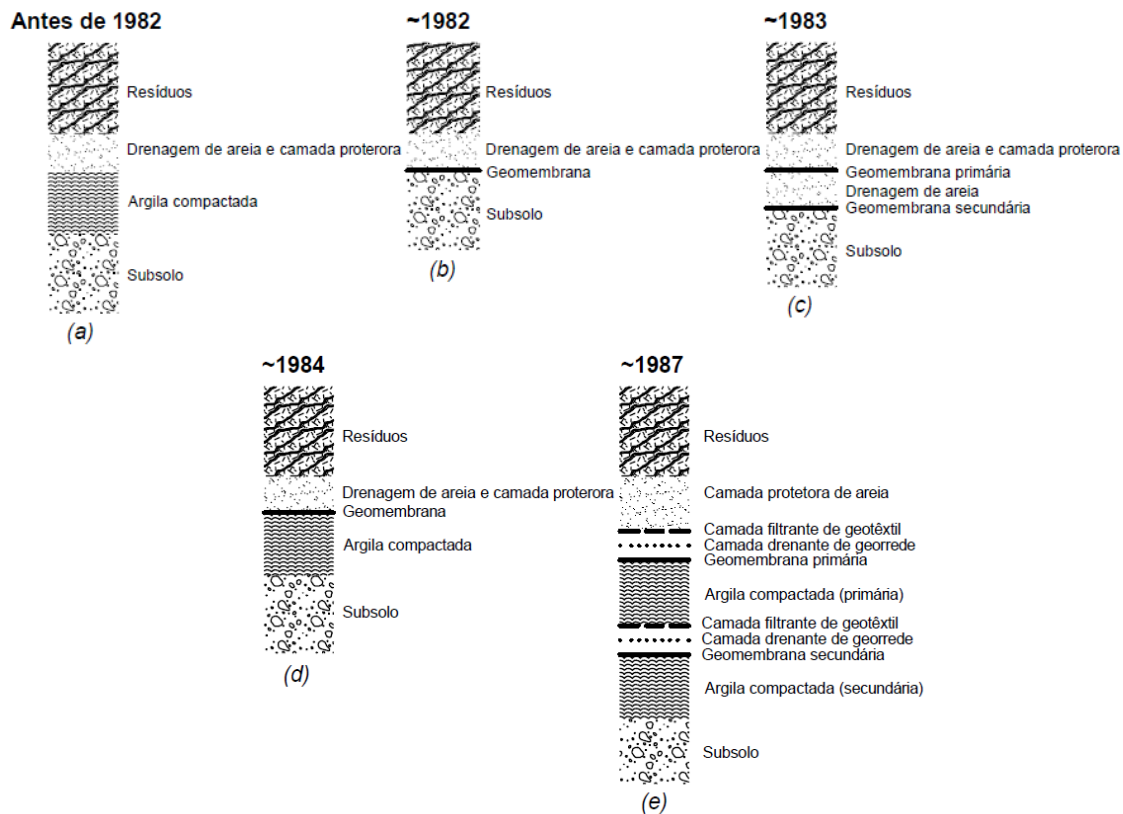 Antes de 1982
Resíduos
Drenagem de areia e camada proterora
Argila compactada
Subsolo
(a)
~1982
Resíduos
Drenagem de areia e camada proterora
Geomembrana
Subsolo
(b)
~1983
Resíduos
Drenagem de areia e camada proterora
Geomembrana primária
Drenagem de areia
Geomembrana secundária
Subsolo
(c)
~1984
Resíduos
Drenagem de areia e camada proterora
Geomembrana
Argila compactada
Subsolo
(d)
~1987
Resíduos
Camada protetora de areia
Camada filtrante de geotêxtil
Camada drenante de georrede
Geomembrana primária
Argila compactada (primária)
Camada filtrante de geotêxtil
Camada drenante de georrede
Geomembrana secundária
Argila compactada (secundária)
Subsolo
(e)